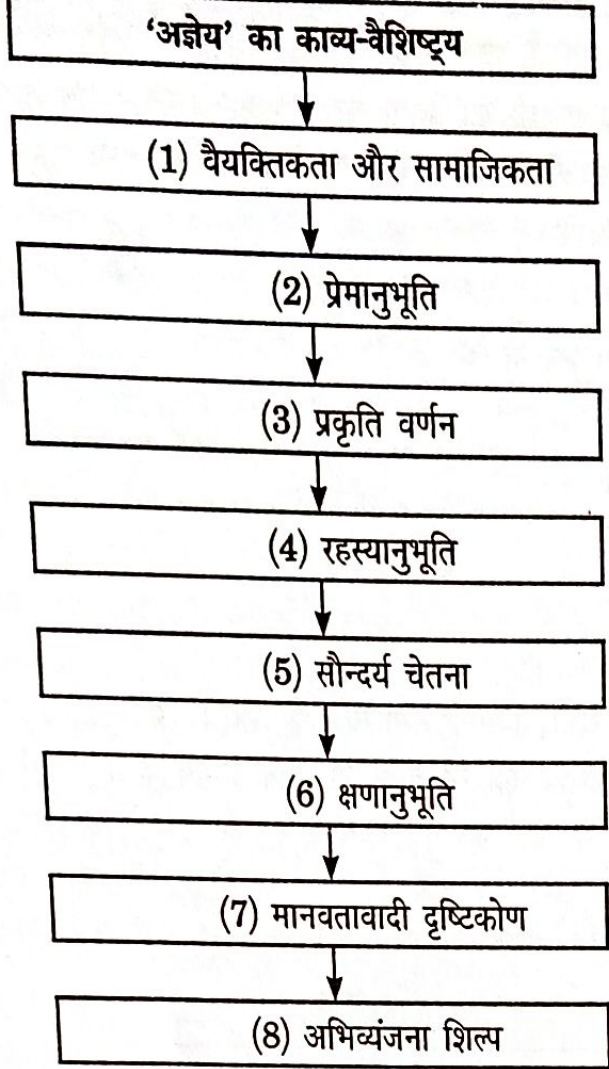 ‘अज्ञेय’ का काव्य-वैशिष्ट्य
(1) वैयक्तिकता और सामाजिकता
(2) प्रेमानुभूति
(3) प्रकृति वर्णन
(4) रहस्यानुभूति
(5) सौन्दर्य चेतना
(6) क्षणानुभूति
(7) मानवतावादी दृष्टिकोण
(8) अभिव्यंजना शिल्प